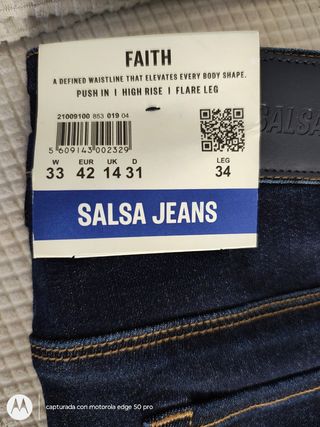 FAITH
A DEFINED WAISTLINE THAT ELEVATES EVERY BODY SHAPE.
PUSH IN | HIGH RISE | FLARE LEG
21009100 853 019 04
5 609143 002329
W EUR UK D LEG
33 42 14 31 34
SALSA JEANS
SALSA
capturada con motorola edge 50 pro